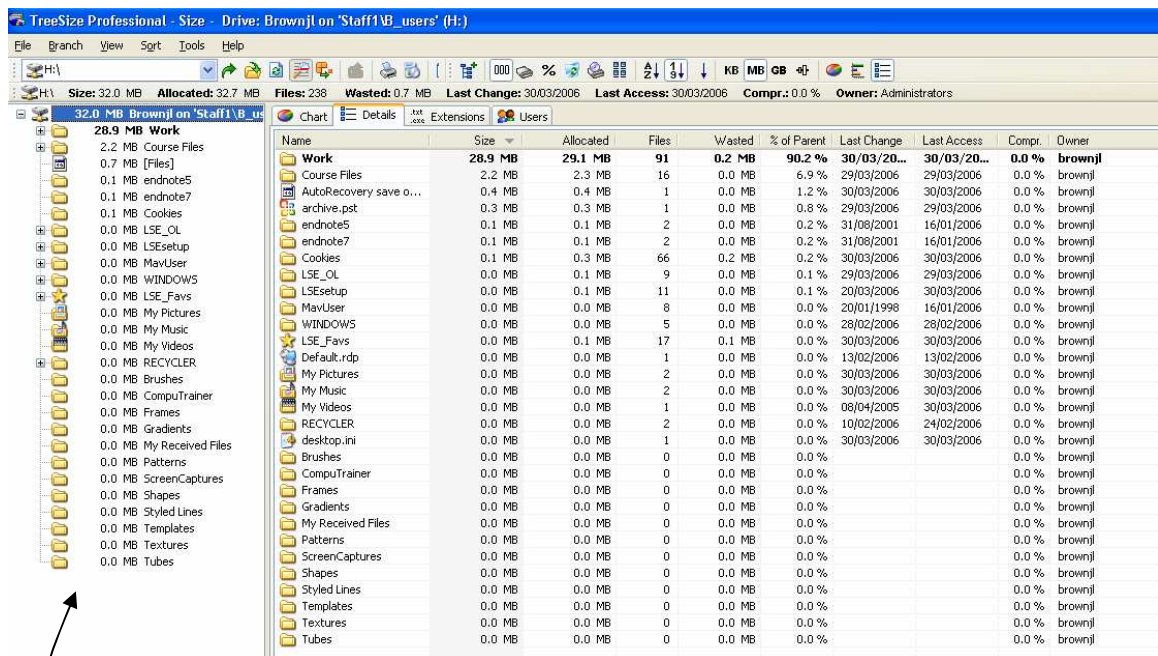 TreeSize Professional - Size - Drive: Brownjl on 'Staff1\B_users' (H:)
File Branch View Sort Tools Help
H:\ 000 % KB MB GB
H:\ Size: 32.0 MB Allocated: 32.7 MB Files: 238 Wasted: 0.7 MB Last Change: 30/03/2006 Last Access: 30/03/2006 Compr.: 0.0 % Owner: Administrators
32.0 MB Brownjl on 'Staff1\B_us
28.9 MB Work
2.2 MB Course Files
0.7 MB [Files]
0.1 MB endnote5
0.1 MB endnote7
0.1 MB Cookies
0.0 MB LSE_OL
0.0 MB LSEsetup
0.0 MB MavUser
0.0 MB WINDOWS
0.0 MB LSE_Favs
0.0 MB My Pictures
0.0 MB My Music
0.0 MB My Videos
0.0 MB RECYCLER
0.0 MB Brushes
0.0 MB CompuTrainer
0.0 MB Frames
0.0 MB Gradients
0.0 MB My Received Files
0.0 MB Patterns
0.0 MB ScreenCaptures
0.0 MB Shapes
0.0 MB Styled Lines
0.0 MB Templates
0.0 MB Textures
0.0 MB Tubes
Chart Details .txt .exe Extensions Users
Name Size Allocated Files Wasted % of Parent Last Change Last Access Compr. Owner
Work 28.9 MB 29.1 MB 91 0.2 MB 90.2 % 30/03/20... 30/03/20... 0.0 % brownjl
Course Files 2.2 MB 2.3 MB 16 0.0 MB 6.9 % 29/03/2006 29/03/2006 0.0 % brownjl
AutoRecovery save o... 0.4 MB 0.4 MB 1 0.0 MB 1.2 % 30/03/2006 30/03/2006 0.0 % brownjl
archive.pst 0.3 MB 0.3 MB 1 0.0 MB 0.8 % 29/03/2006 29/03/2006 0.0 % brownjl
endnote5 0.1 MB 0.1 MB 2 0.0 MB 0.2 % 31/08/2001 16/01/2006 0.0 % brownjl
endnote7 0.1 MB 0.1 MB 2 0.0 MB 0.2 % 31/08/2001 16/01/2006 0.0 % brownjl
Cookies 0.1 MB 0.3 MB 66 0.2 MB 0.2 % 30/03/2006 30/03/2006 0.0 % brownjl
LSE_OL 0.0 MB 0.1 MB 9 0.0 MB 0.1 % 29/03/2006 29/03/2006 0.0 % brownjl
LSEsetup 0.0 MB 0.1 MB 11 0.0 MB 0.1 % 20/03/2006 30/03/2006 0.0 % brownjl
MavUser 0.0 MB 0.0 MB 8 0.0 MB 0.0 % 20/01/1998 16/01/2006 0.0 % brownjl
WINDOWS 0.0 MB 0.0 MB 5 0.0 MB 0.0 % 28/02/2006 28/02/2006 0.0 % brownjl
LSE_Favs 0.0 MB 0.1 MB 17 0.1 MB 0.0 % 30/03/2006 30/03/2006 0.0 % brownjl
Default.rdp 0.0 MB 0.0 MB 1 0.0 MB 0.0 % 13/02/2006 13/02/2006 0.0 % brownjl
My Pictures 0.0 MB 0.0 MB 2 0.0 MB 0.0 % 30/03/2006 30/03/2006 0.0 % brownjl
My Music 0.0 MB 0.0 MB 2 0.0 MB 0.0 % 30/03/2006 30/03/2006 0.0 % brownjl
My Videos 0.0 MB 0.0 MB 1 0.0 MB 0.0 % 08/04/2005 30/03/2006 0.0 % brownjl
RECYCLER 0.0 MB 0.0 MB 2 0.0 MB 0.0 % 10/02/2006 24/02/2006 0.0 % brownjl
desktop.ini 0.0 MB 0.0 MB 1 0.0 MB 0.0 % 30/03/2006 30/03/2006 0.0 % brownjl
Brushes 0.0 MB 0.0 MB 0 0.0 MB 0.0 % 0.0 % brownjl
CompuTrainer 0.0 MB 0.0 MB 0 0.0 MB 0.0 % 0.0 % brownjl
Frames 0.0 MB 0.0 MB 0 0.0 MB 0.0 % 0.0 % brownjl
Gradients 0.0 MB 0.0 MB 0 0.0 MB 0.0 % 0.0 % brownjl
My Received Files 0.0 MB 0.0 MB 0 0.0 MB 0.0 % 0.0 % brownjl
Patterns 0.0 MB 0.0 MB 0 0.0 MB 0.0 % 0.0 % brownjl
ScreenCaptures 0.0 MB 0.0 MB 0 0.0 MB 0.0 % 0.0 % brownjl
Shapes 0.0 MB 0.0 MB 0 0.0 MB 0.0 % 0.0 % brownjl
Styled Lines 0.0 MB 0.0 MB 0 0.0 MB 0.0 % 0.0 % brownjl
Templates 0.0 MB 0.0 MB 0 0.0 MB 0.0 % 0.0 % brownjl
Textures 0.0 MB 0.0 MB 0 0.0 MB 0.0 % 0.0 % brownjl
Tubes 0.0 MB 0.0 MB 0 0.0 MB 0.0 % 0.0 % brownjl